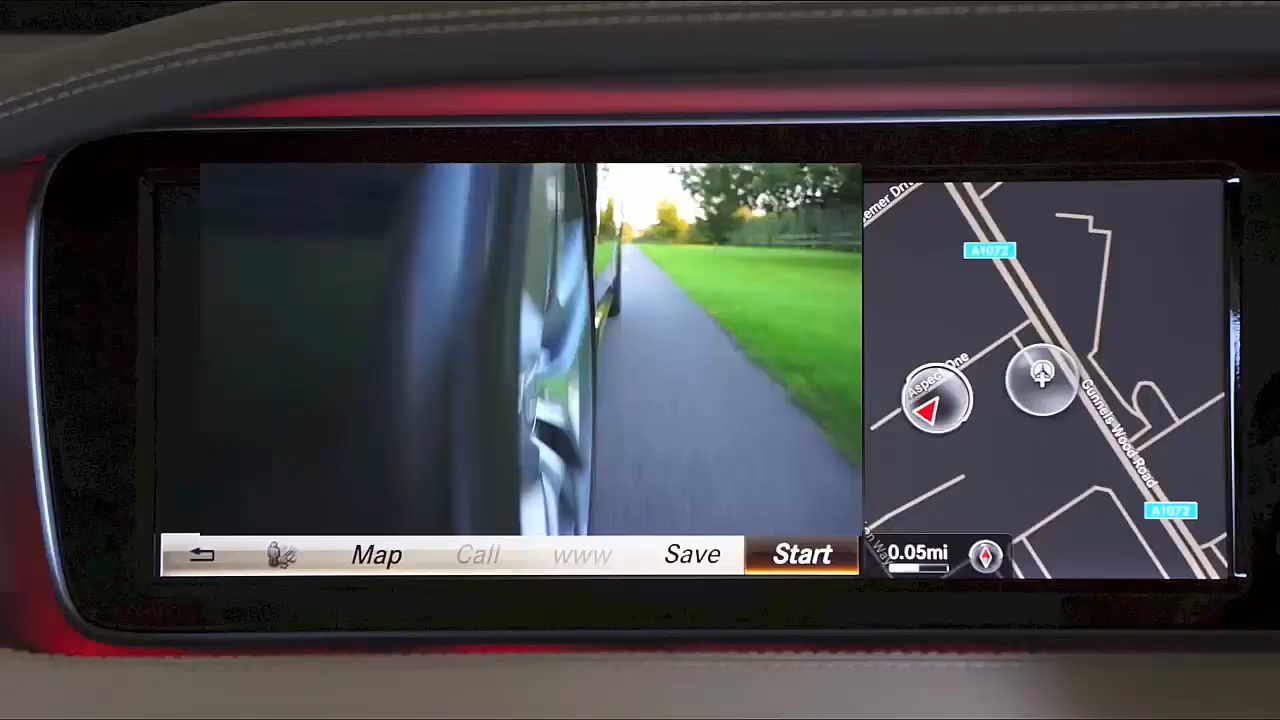 A1072
Aspect One
Gunnels Wood Road
A1072
Map
Call
www
Save
Start
0.05mi